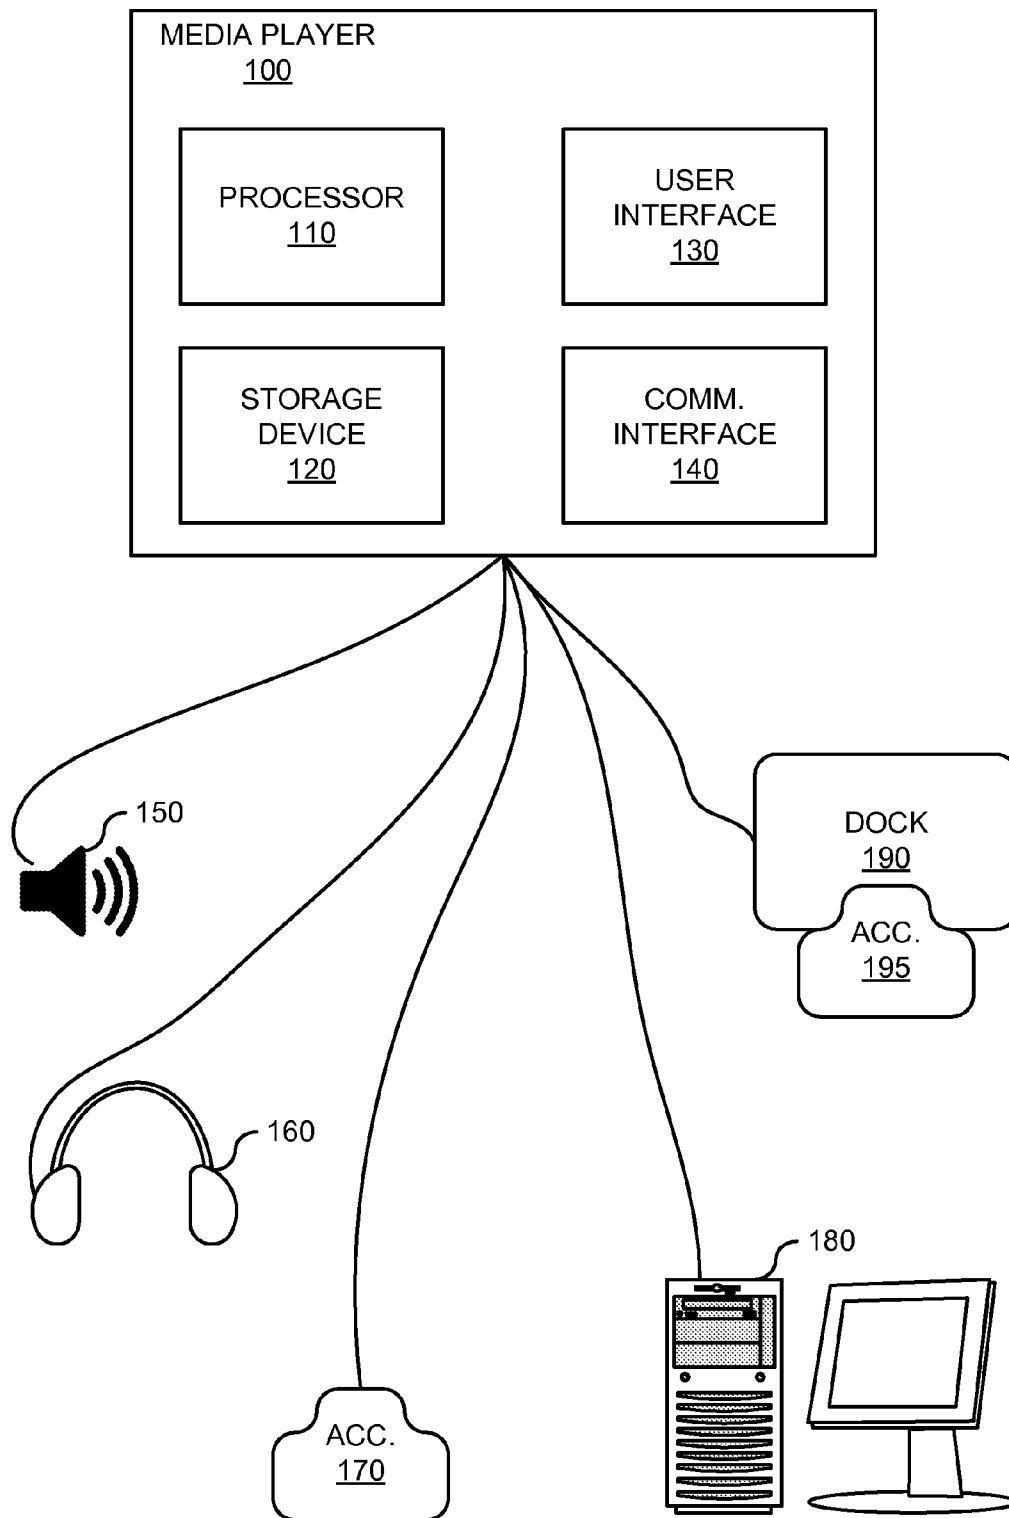 MEDIA PLAYER
100
PROCESSOR
110
USER
INTERFACE
130
STORAGE
DEVICE
120
COMM.
INTERFACE
140
150
DOCK
190
ACC.
195
160
180
ACC.
170